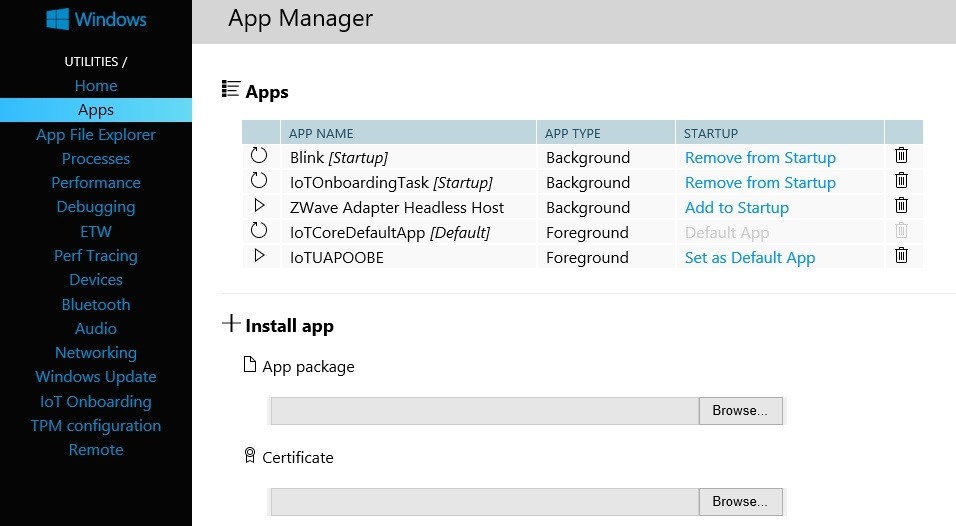 Windows
UTILITIES /
Home
Apps
App File Explorer
Processes
Performance
Debugging
ETW
Perf Tracing
Devices
Bluetooth
Audio
Networking
Windows Update
IoT Onboarding
TPM configuration
Remote
App Manager
Apps
APP NAME APP TYPE STARTUP
Blink [Startup] Background Remove from Startup
IoTOnboardingTask [Startup] Background Remove from Startup
ZWave Adapter Headless Host Background Add to Startup
IoTCoreDefaultApp [Default] Foreground Default App
IoTUAPOOBE Foreground Set as Default App
Install app
App package
Browse...
Certificate
Browse...